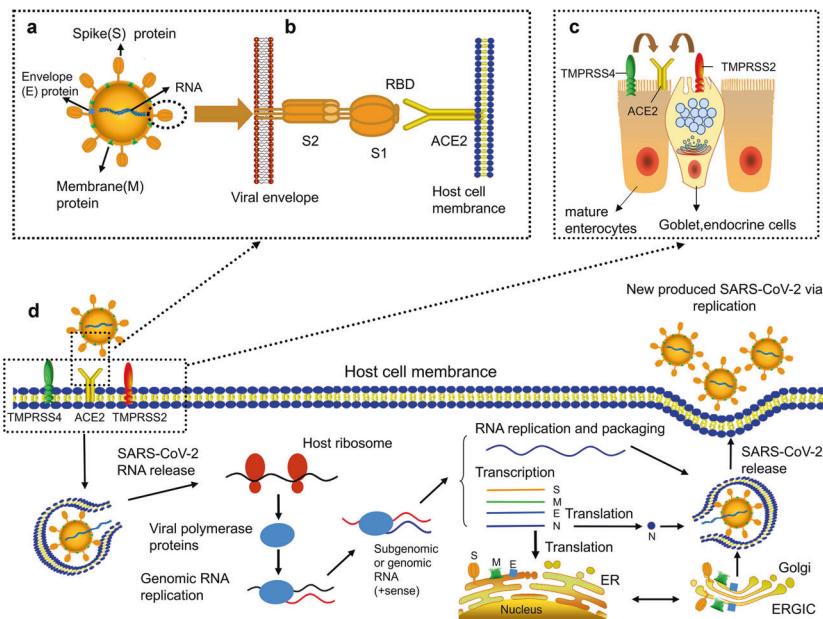 a
Spike(S) protein
Envelope
(E) protein
RNA
Membrane(M)
protein
b
RBD
S2
S1
ACE2
Viral envelope
Host cell
membrane
c
TMPRSS4
TMPRSS2
ACE2
mature
enterocytes
Goblet,endocrine cells
d
New produced SARS-CoV-2 via
replication
Host cell membrane
TMPRSS4
ACE2
TMPRSS2
SARS-CoV-2
RNA release
Host ribosome
Viral polymerase
proteins
Genomic RNA
replication
Subgenomic
or genomic
RNA
(+sense)
RNA replication and packaging
Transcription
S
M
E
N
Translation
N
Translation
S
M
E
ER
Nucleus
SARS-CoV-2
release
Golgi
ERGIC